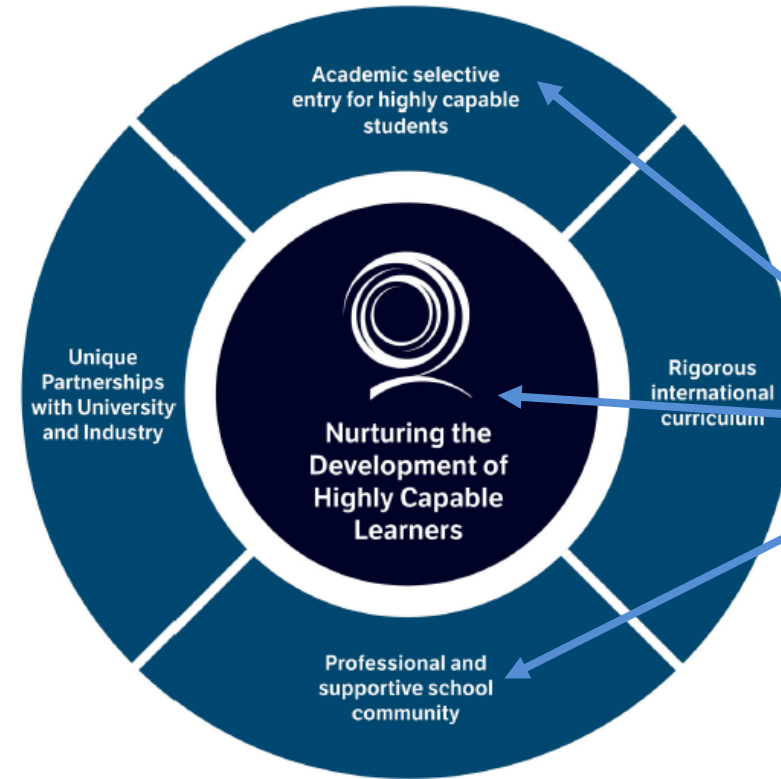 Academic selective
entry for highly capable
students
Unique
Partnerships
with University
and Industry
Nurturing the
Development of
Highly Capable
Learners
Rigorous
international
curriculum
Professional and
supportive school
community